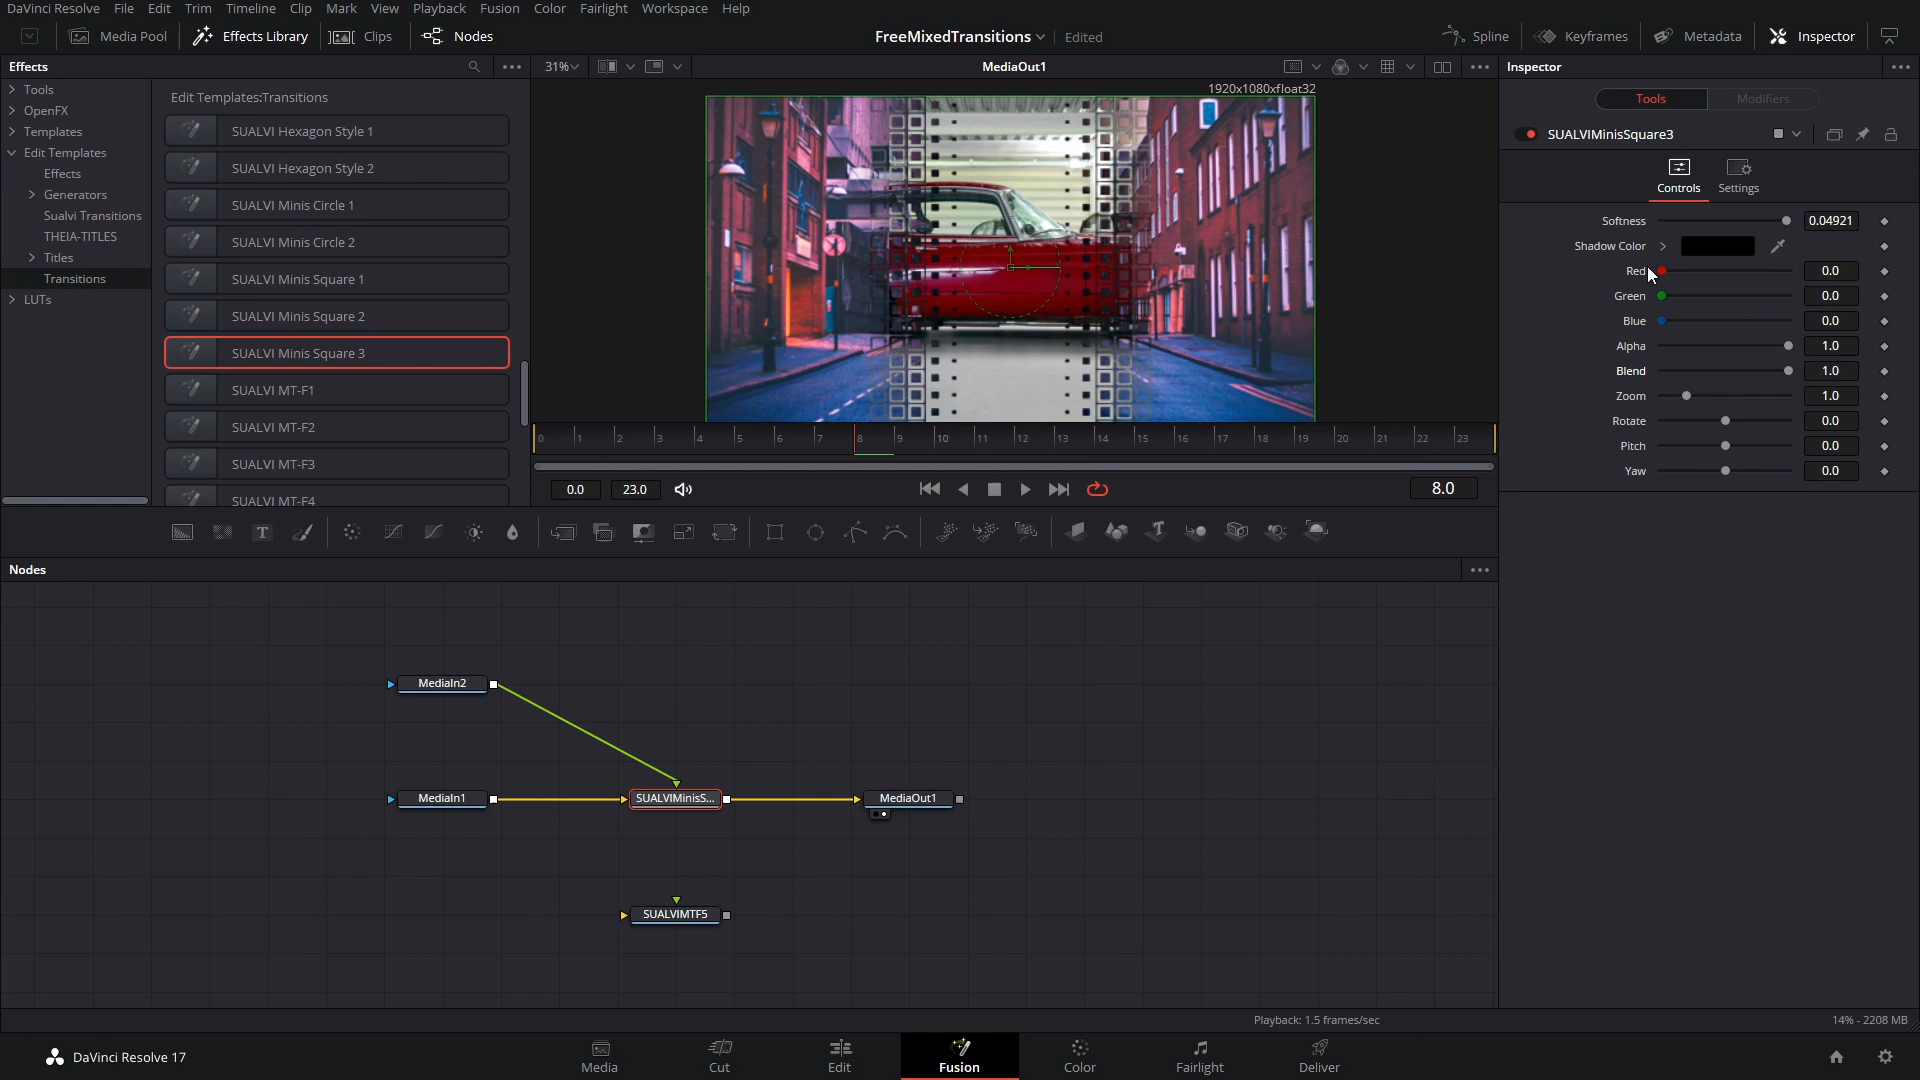 DaVinci Resolve File Edit Trim Timeline Clip Mark View Playback Fusion Color Fairlight Workspace Help
Media Pool Effects Library Clips Nodes FreeMixedTransitions Edited Spline Keyframes Metadata Inspector
Effects 31% MediaOut1 Inspector
1920x1080xfloat32
Tools
OpenFX
Templates
Edit Templates
Effects
Generators
Sualvi Transitions
THEIA-TITLES
Titles
Transitions
LUTs
Edit Templates:Transitions
SUALVI Hexagon Style 1
SUALVI Hexagon Style 2
SUALVI Minis Circle 1
SUALVI Minis Circle 2
SUALVI Minis Square 1
SUALVI Minis Square 2
SUALVI Minis Square 3
SUALVI MT-F1
SUALVI MT-F2
SUALVI MT-F3
SUALVI MT-F4
0 1 2 3 4 5 6 7 8 9 10 11 12 13 14 15 16 17 18 19 20 21 22 23
0.0 23.0 8.0
Tools Modifiers
SUALVIMinisSquare3
Controls Settings
Softness 0.04921
Shadow Color
Red 0.0
Green 0.0
Blue 0.0
Alpha 1.0
Blend 1.0
Zoom 1.0
Rotate 0.0
Pitch 0.0
Yaw 0.0
Nodes
MediaIn2
MediaIn1 SUALVIMinisS... MediaOut1
SUALVIMTF5
Playback: 1.5 frames/sec 14% - 2208 MB
DaVinci Resolve 17 Media Cut Edit Fusion Color Fairlight Deliver